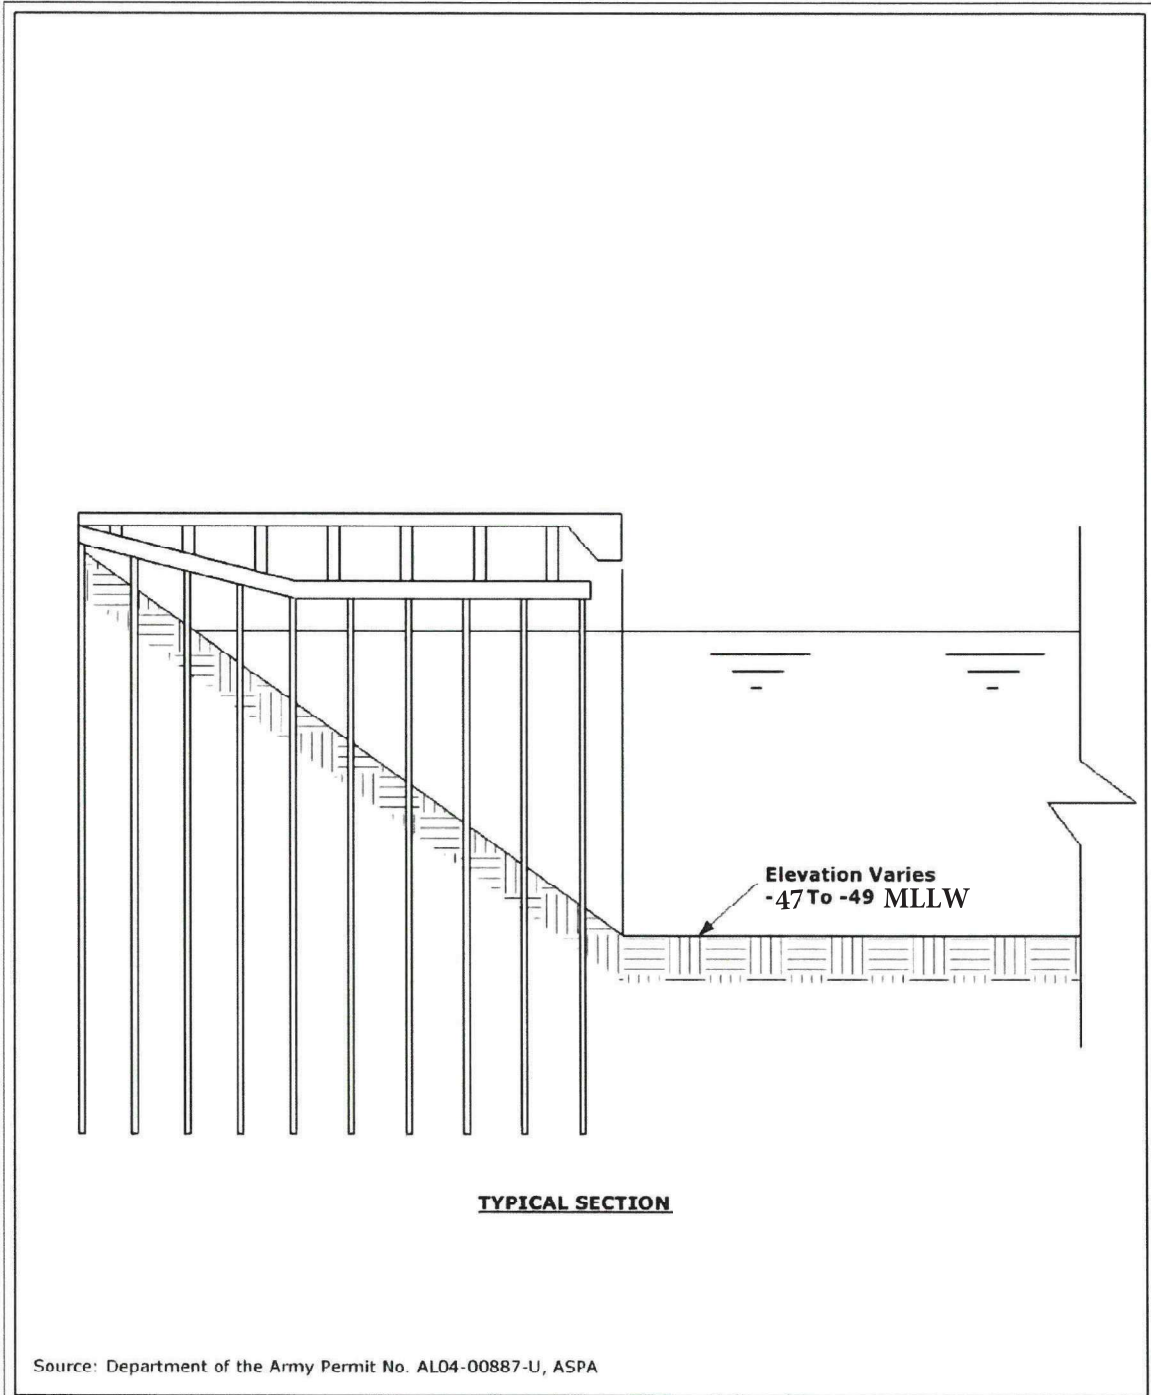 Elevation Varies
-47 To -49 MLLW
TYPICAL SECTION
Source: Department of the Army Permit No. AL04-00887-U, ASPA